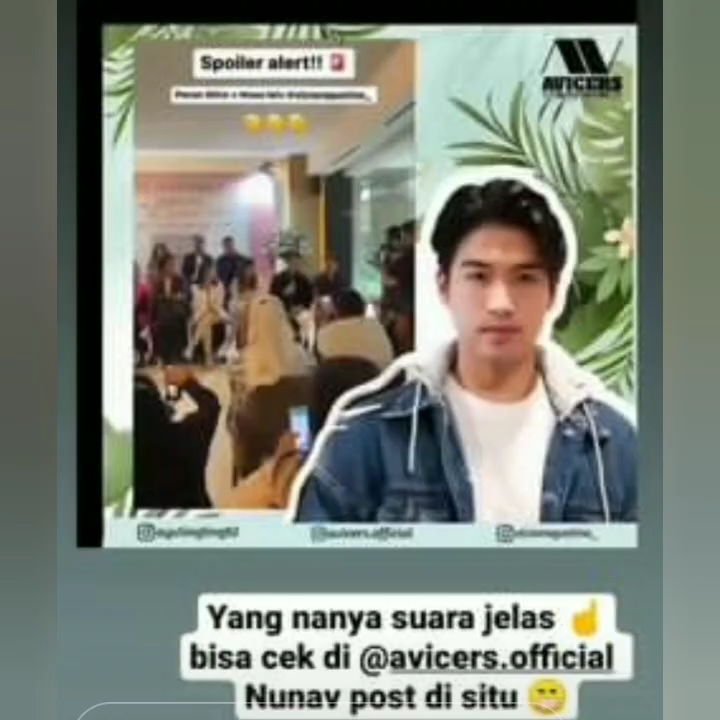 Spoiler alert!!
AVICERS
avicers.official
Yang nanya suara jelas ☝️
bisa cek di @avicers.official
Nunav post di situ 😁